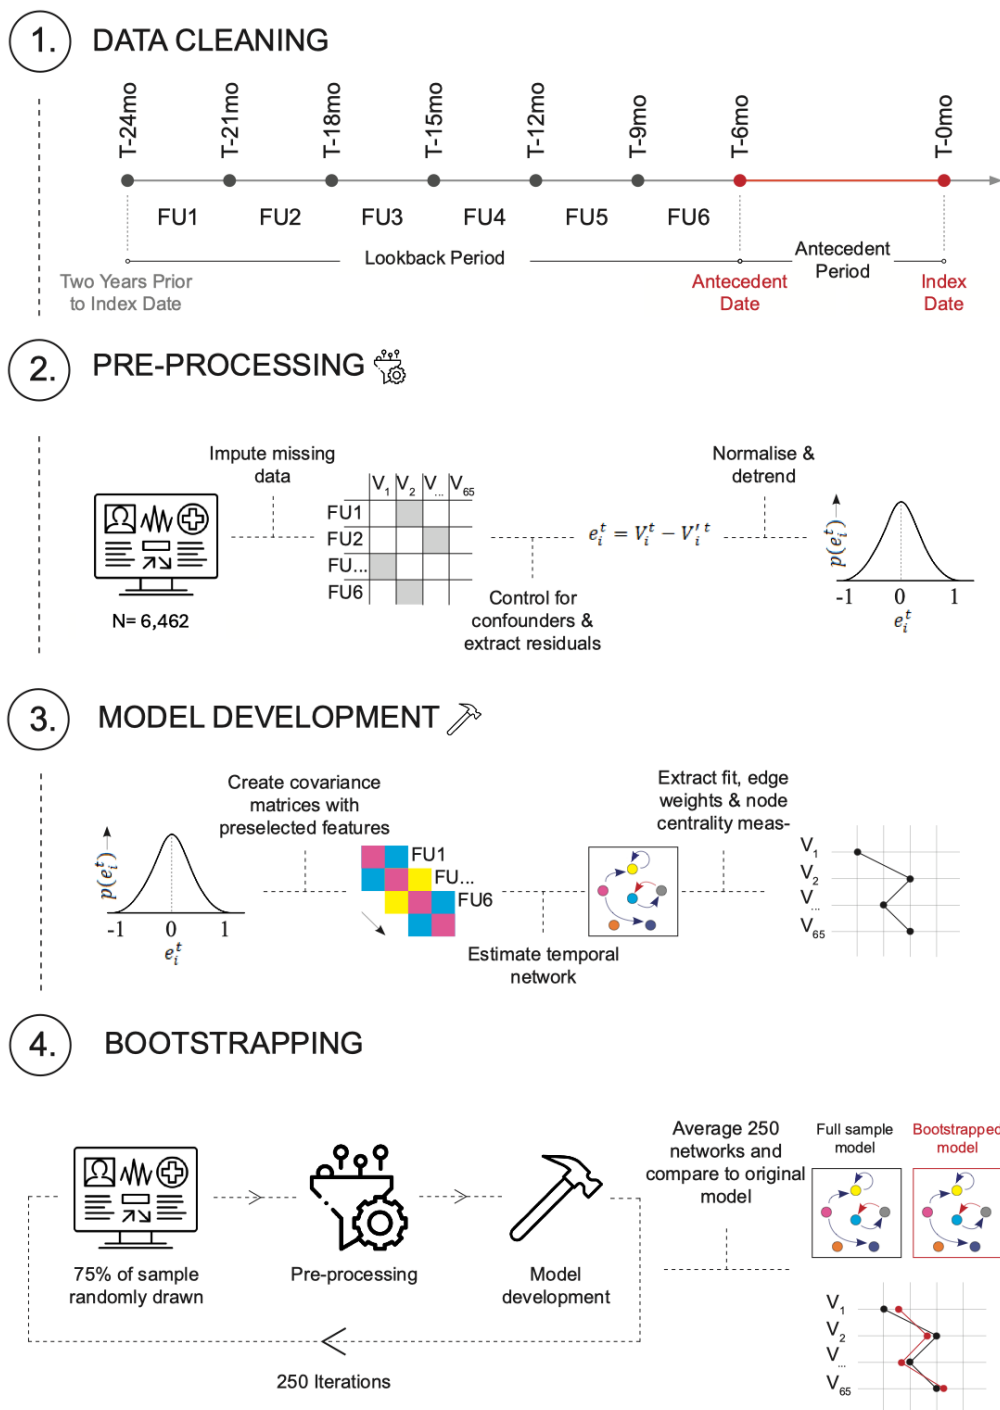 1. DATA CLEANING
T-24mo T-21mo T-18mo T-15mo T-12mo T-9mo T-6mo T-0mo
FU1 FU2 FU3 FU4 FU5 FU6
Lookback Period
Antecedent
Period
Two Years Prior
to Index Date
Antecedent
Date
Index
Date
2. PRE-PROCESSING
Impute missing
data
Normalise &
detrend
V1 V2 V... V65
FU1
FU2
FU...
FU6
N= 6,462
e_i^t = V_i^t − V_i'^t
Control for
confounders &
extract residuals
p(e_i^t)
-1 0 1
e_i^t
3. MODEL DEVELOPMENT
Create covariance
matrices with
preselected features
Extract fit, edge
weights & node
centrality meas-
p(e_i^t)
-1 0 1
e_i^t
FU1
FU...
FU6
Estimate temporal
network
V1
V2
V...
V65
4. BOOTSTRAPPING
75% of sample
randomly drawn
Pre-processing
Model
development
250 Iterations
Average 250
networks and
compare to original
model
Full sample
model
Bootstrapped
model
V1
V2
V...
V65